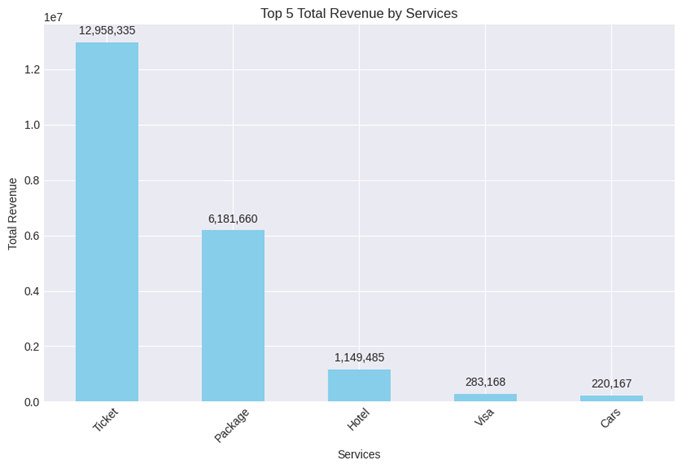 Top 5 Total Revenue by Services
1e7
12,958,335
1.2
1.0
0.8
6,181,660
0.6
Total Revenue
0.4
1,149,485
0.2
283,168
220,167
0.0
Ticket
Package
Hotel
Visa
Cars
Services